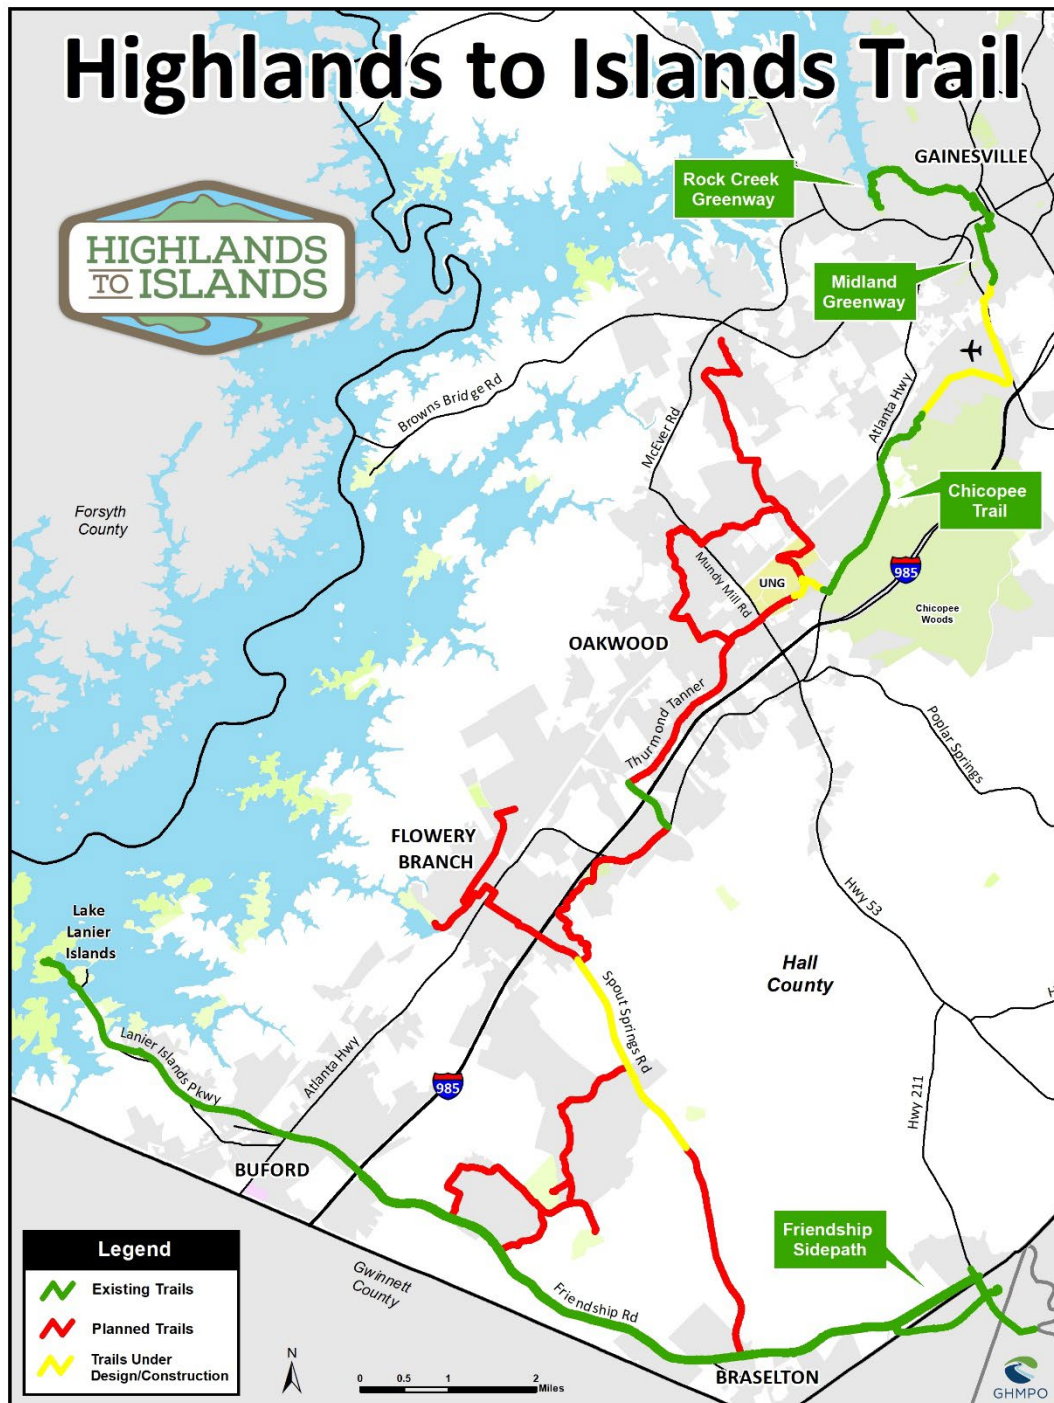 Highlands to Islands Trail
HIGHLANDS
TO ISLANDS
GAINESVILLE
Rock Creek
Greenway
Midland
Greenway
Browns Bridge Rd
McEver Rd
Atlanta Hwy
Forsyth
County
Chicopee
Trail
985
Mundy Mill Rd
UNG
Chicopee
Woods
OAKWOOD
Thurmond Tanner
Poplar Springs
FLOWERY
BRANCH
Hwy 53
Lake
Lanier
Islands
Hall
County
H
Spout Springs Rd
Lanier Islands Pkwy
Atlanta Hwy
985
Hwy 211
BUFORD
Friendship
Sidepath
Gwinnett
County
Friendship Rd
BRASELTON
Legend
Existing Trails
Planned Trails
Trails Under
Design/Construction
N
0 0.5 1 2
Miles
GHMPO